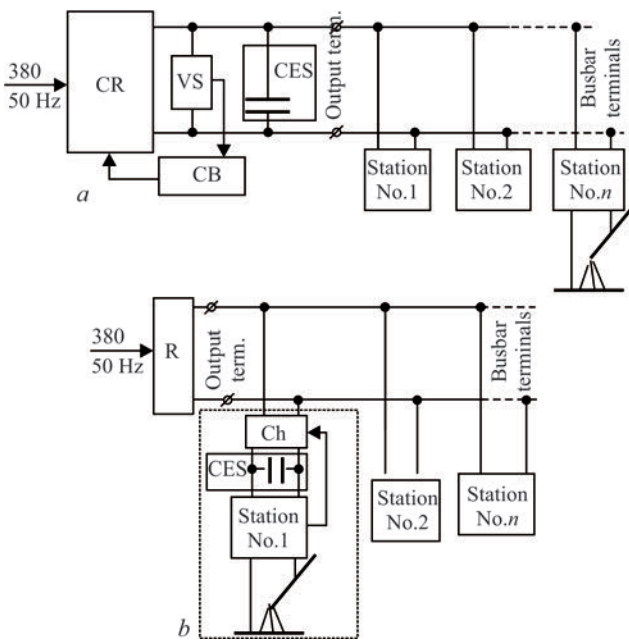 380
50 Hz
CR
VS
CES
Output term.
Busbar
terminals
CB
a
Station
No.1
Station
No.2
Station
No.n
380
50 Hz
R
Output
term.
Busbar
terminals
Ch
CES
Station
No.1
Station
No.2
Station
No.n
b